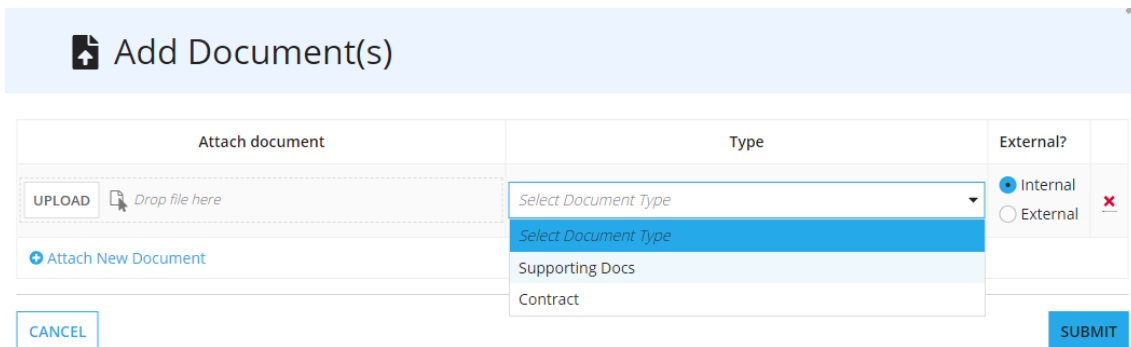 Add Document(s)
Attach document Type External?
UPLOAD Drop file here Select Document Type Internal
External
Select Document Type
Attach New Document
Supporting Docs
Contract
CANCEL SUBMIT